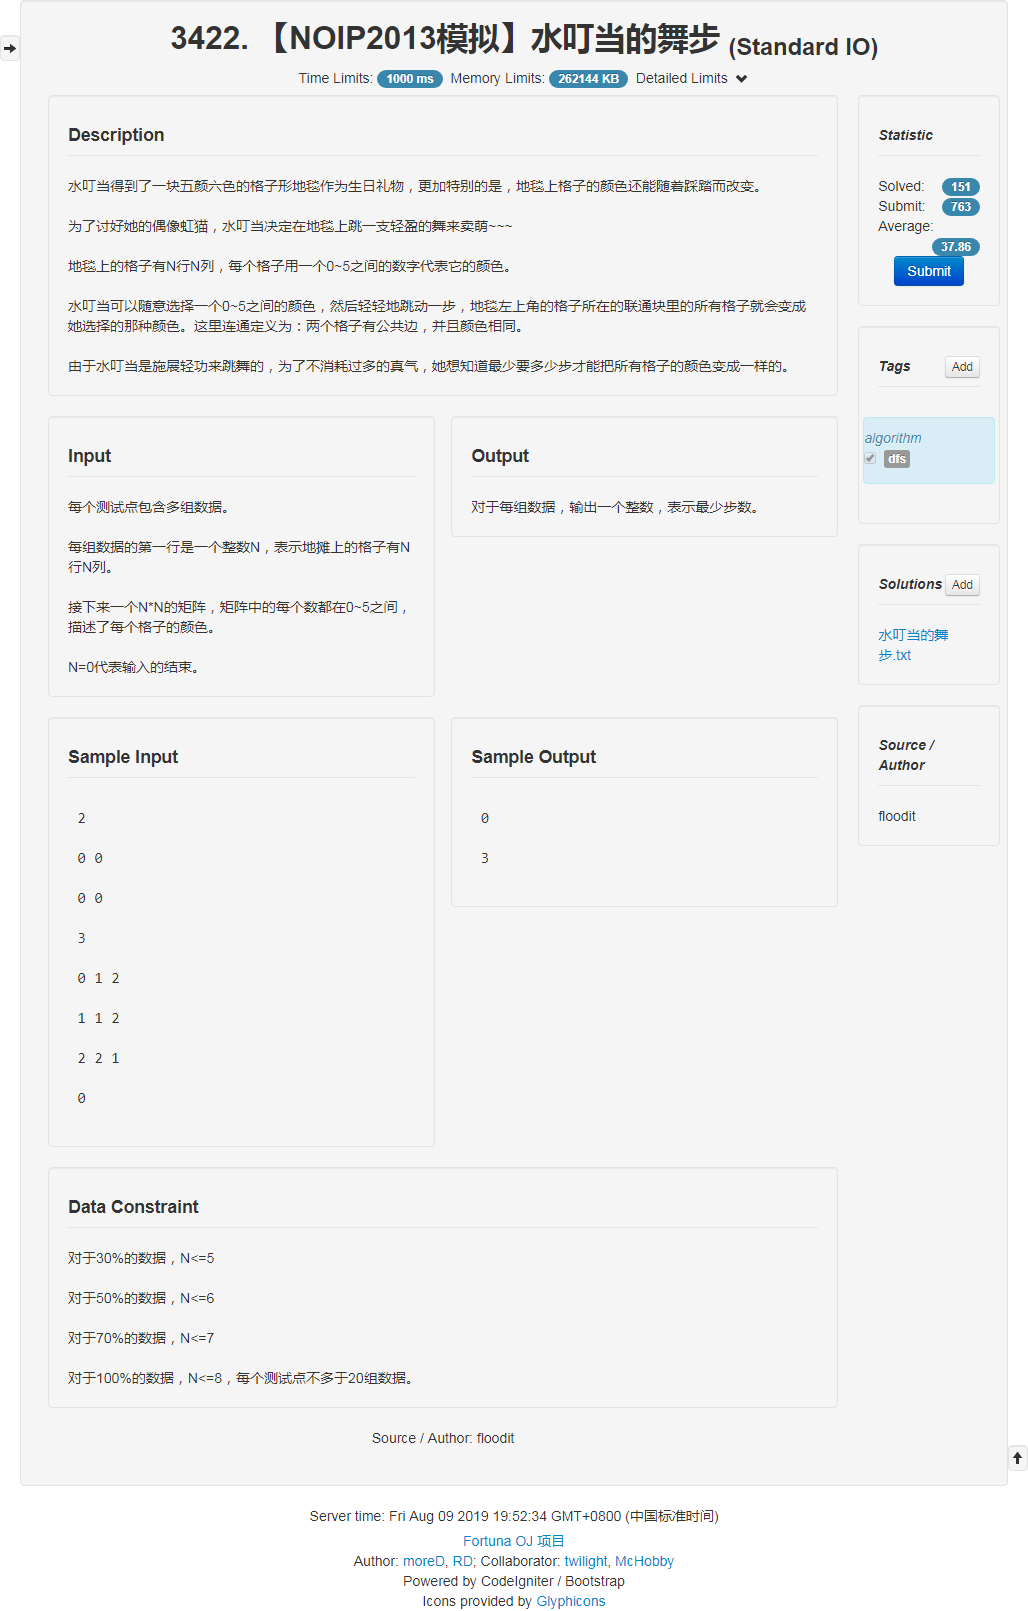 3422. 【NOIP2013模拟】水叮当的舞步 (Standard IO)
Time Limits: 1000 ms Memory Limits: 262144 KB Detailed Limits
Description
水叮当得到了一块五颜六色的格子形地毯作为生日礼物，更加特别的是，地毯上格子的颜色还能随着踩踏而改变。
为了讨好她的偶像虹猫，水叮当决定在地毯上跳一支轻盈的舞来卖萌~~~
地毯上的格子有N行N列，每个格子用一个0~5之间的数字代表它的颜色。
水叮当可以随意选择一个0~5之间的颜色，然后轻轻地跳动一步，地毯左上角的格子所在的联通块里的所有格子就会变成
她选择的那种颜色。这里连通定义为：两个格子有公共边，并且颜色相同。
由于水叮当是施展轻功来跳舞的，为了不消耗过多的真气，她想知道最少要多少步才能把所有格子的颜色变成一样的。
Input
每个测试点包含多组数据。
每组数据的第一行是一个整数N，表示地摊上的格子有N
行N列。
接下来一个N*N的矩阵，矩阵中的每个数都在0~5之间，
描述了每个格子的颜色。
N=0代表输入的结束。
Output
对于每组数据，输出一个整数，表示最少步数。
Sample Input
2
0 0
0 0
3
0 1 2
1 1 2
2 2 1
0
Sample Output
0
3
Data Constraint
对于30%的数据，N<=5
对于50%的数据，N<=6
对于70%的数据，N<=7
对于100%的数据，N<=8，每个测试点不多于20组数据。
Source / Author: floodit
Statistic
Solved: 151
Submit: 763
Average:
37.86
Submit
Tags Add
algorithm
dfs
Solutions Add
水叮当的舞
步.txt
Source /
Author
floodit
Server time: Fri Aug 09 2019 19:52:34 GMT+0800 (中国标准时间)
Fortuna OJ 项目
Author: moreD, RD; Collaborator: twilight, McHobby
Powered by CodeIgniter / Bootstrap
Icons provided by Glyphicons